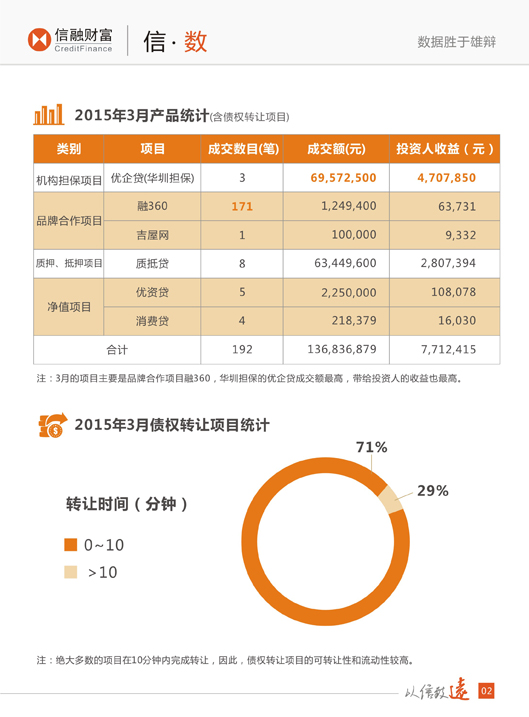 信融财富
CreditFinance
信·数
数据胜于雄辩
2015年3月产品统计(含债权转让项目)
类别 项目 成交数目(笔) 成交额(元) 投资人收益（元）
机构担保项目 优企贷(华圳担保) 3 69,572,500 4,707,850
品牌合作项目 融360 171 1,249,400 63,731
吉屋网 1 100,000 9,332
质押、抵押项目 质抵贷 8 63,449,600 2,807,394
净值项目 优资贷 5 2,250,000 108,078
消费贷 4 218,379 16,030
合计 192 136,836,879 7,712,415
注：3月的项目主要是品牌合作项目融360，华圳担保的优企贷成交额最高，带给投资人的收益也最高。
2015年3月债权转让项目统计
71%
29%
转让时间（分钟）
0~10
>10
注：绝大多数的项目在10分钟内完成转让，因此，债权转让项目的可转让性和流动性较高。
以信致远 02